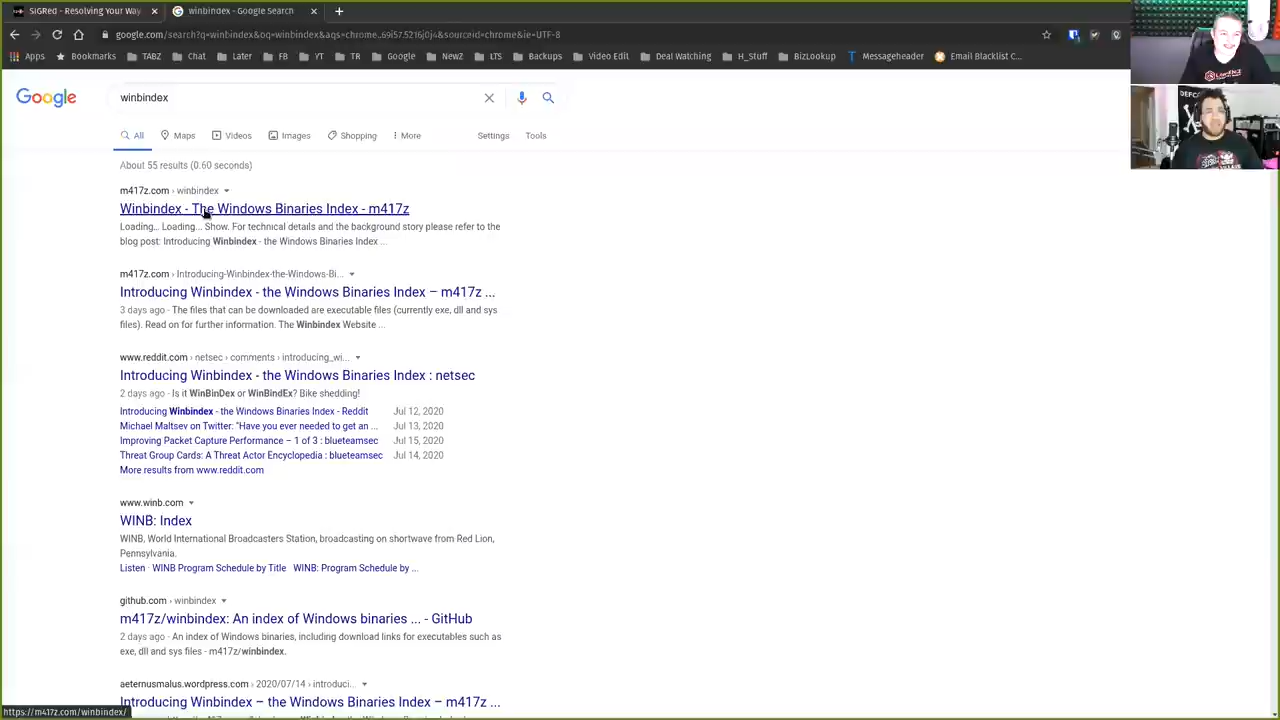 SIGRed - Resolving Your Way
winbindex - Google Search
google.com/search?q=winbindex&oq=winbindex&aqs=chrome..69i57.5216j0j4&sourceid=chrome&ie=UTF-8
Apps Bookmarks TABZ Chat Later FB YT TR Google NewZ LTS Backups Video Edit Deal Watching H_Stuff BizLookup Messageheader Email Blacklist C...
Google
winbindex
All Maps Videos Images Shopping More Settings Tools
About 55 results (0.60 seconds)
m417z.com › winbindex
Winbindex - The Windows Binaries Index - m417z
Loading... Loading... Show. For technical details and the background story please refer to the
blog post: Introducing Winbindex - the Windows Binaries Index ...
m417z.com › Introducing-Winbindex-the-Windows-Bi...
Introducing Winbindex - the Windows Binaries Index – m417z ...
3 days ago - The files that can be downloaded are executable files (currently exe, dll and sys
files). Read on for further information. The Winbindex Website ...
www.reddit.com › netsec › comments › introducing_wi...
Introducing Winbindex - the Windows Binaries Index : netsec
2 days ago - Is it WinBinDex or WinBindEx? Bike shedding!
Introducing Winbindex - the Windows Binaries Index - Reddit Jul 12, 2020
Michael Maltsev on Twitter: "Have you ever needed to get an ... Jul 13, 2020
Improving Packet Capture Performance – 1 of 3 : blueteamsec Jul 15, 2020
Threat Group Cards: A Threat Actor Encyclopedia : blueteamsec Jul 14, 2020
More results from www.reddit.com
www.winb.com
WINB: Index
WINB, World International Broadcasters Station, broadcasting on shortwave from Red Lion,
Pennsylvania.
Listen · WINB Program Schedule by Title WINB: Program Schedule by ...
github.com › winbindex
m417z/winbindex: An index of Windows binaries ... - GitHub
2 days ago - An index of Windows binaries, including download links for executables such as
exe, dll and sys files - m417z/winbindex.
aeternusmalus.wordpress.com › 2020/07/14 › introduci...
Introducing Winbindex – the Windows Binaries Index – m417z ...
https://m417z.com/winbindex/